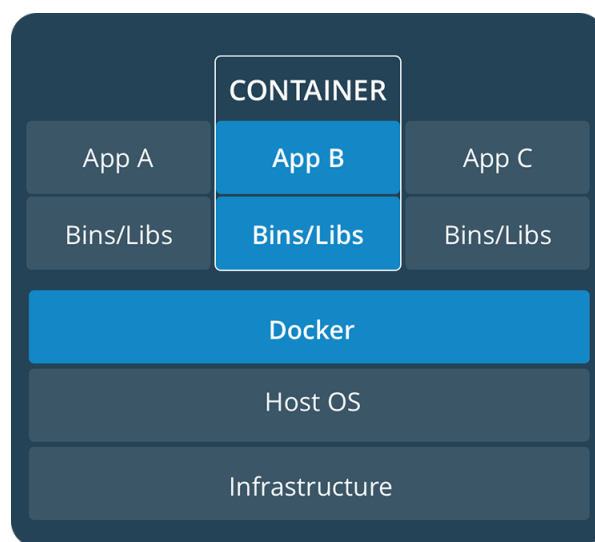 CONTAINER
App A
App B
App C
Bins/Libs
Bins/Libs
Bins/Libs
Docker
Host OS
Infrastructure